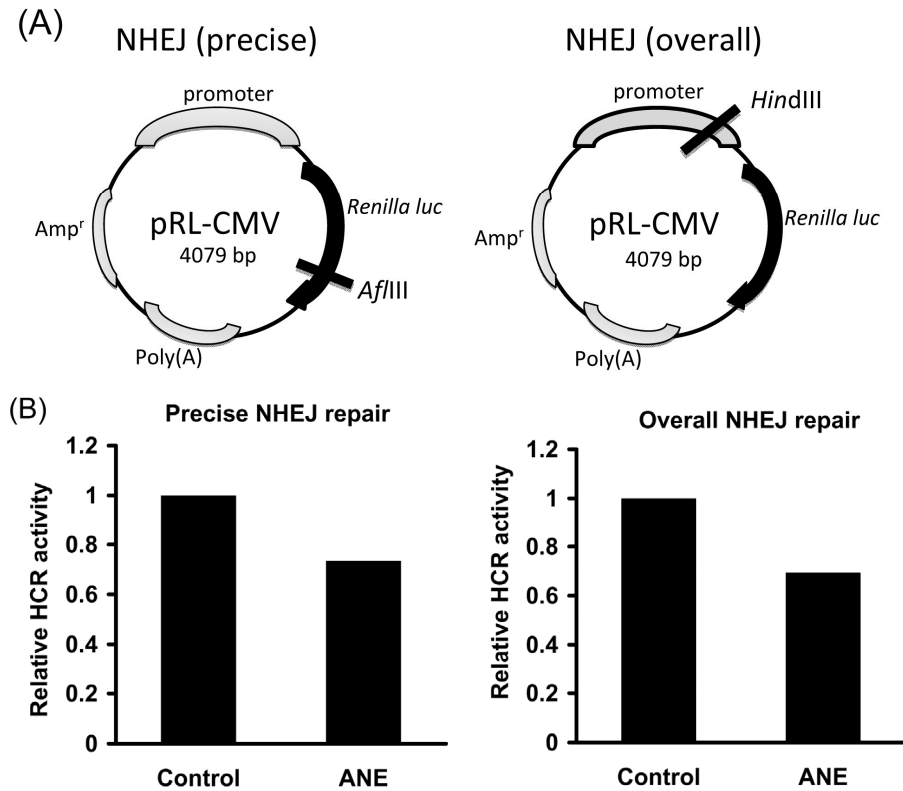 (A)
NHEJ (precise)
promoter
Ampʳ
pRL-CMV
4079 bp
Renilla luc
AflIII
Poly(A)
NHEJ (overall)
promoter
HindIII
Ampʳ
pRL-CMV
4079 bp
Renilla luc
Poly(A)
(B)
Precise NHEJ repair
Relative HCR activity
1.2
1
0.8
0.6
0.4
0.2
0
Control
ANE
Overall NHEJ repair
Relative HCR activity
1.2
1
0.8
0.6
0.4
0.2
0
Control
ANE